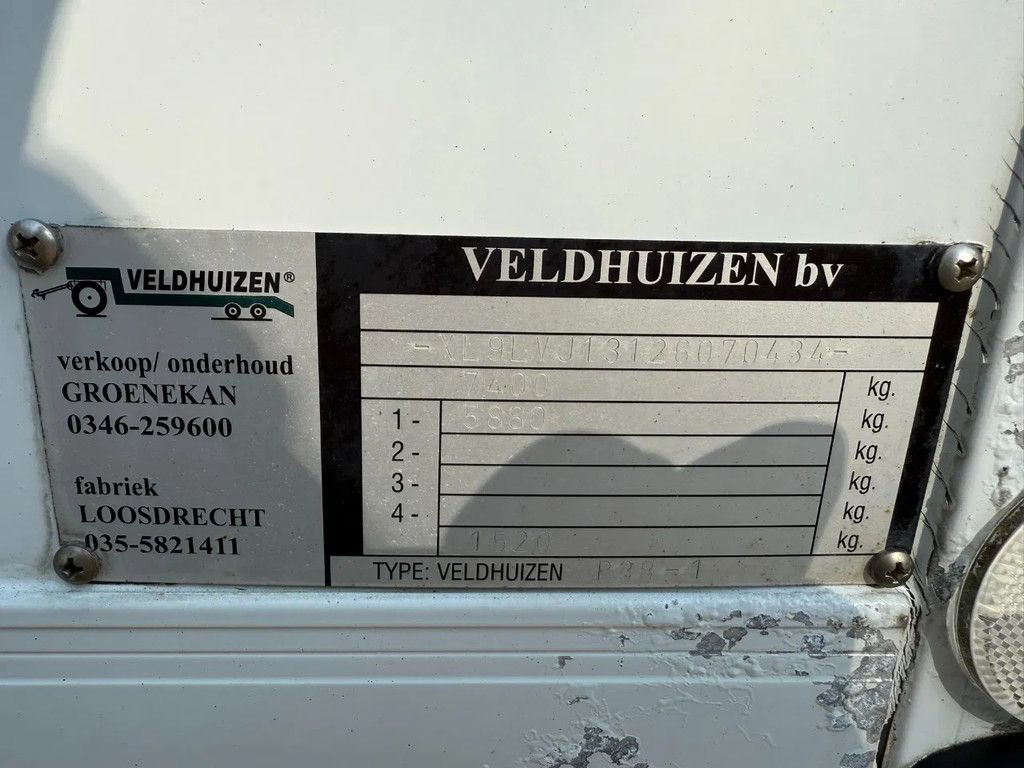 VELDHUIZEN®
verkoop/ onderhoud
GROENEKAN
0346-259600
fabriek
LOOSDRECHT
035-5821411
VELDHUIZEN bv
-XL9LVJ13126070434-
7400 kg.
1- 5880 kg.
2- kg.
3- kg.
4- kg.
1520 kg.
TYPE: VELDHUIZEN